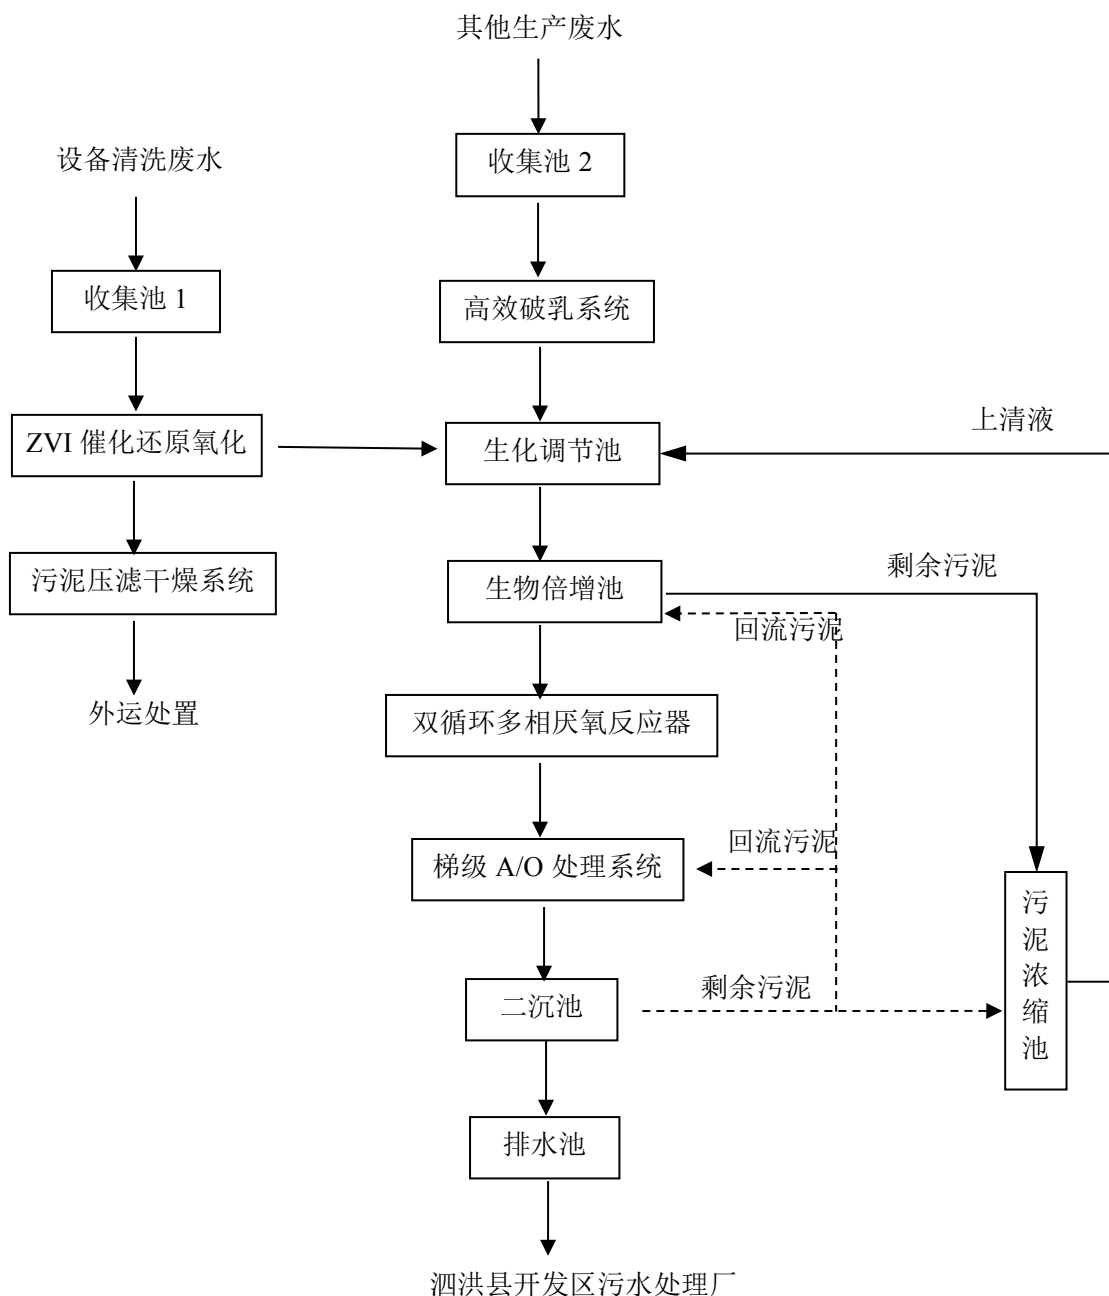 其他生产废水
设备清洗废水
收集池 2
收集池 1
高效破乳系统
ZVI 催化还原氧化
生化调节池
上清液
污泥压滤干燥系统
生物倍增池
剩余污泥
回流污泥
外运处置
双循环多相厌氧反应器
梯级 A/O 处理系统
回流污泥
污泥浓缩池
二沉池
剩余污泥
排水池
泗洪县开发区污水处理厂